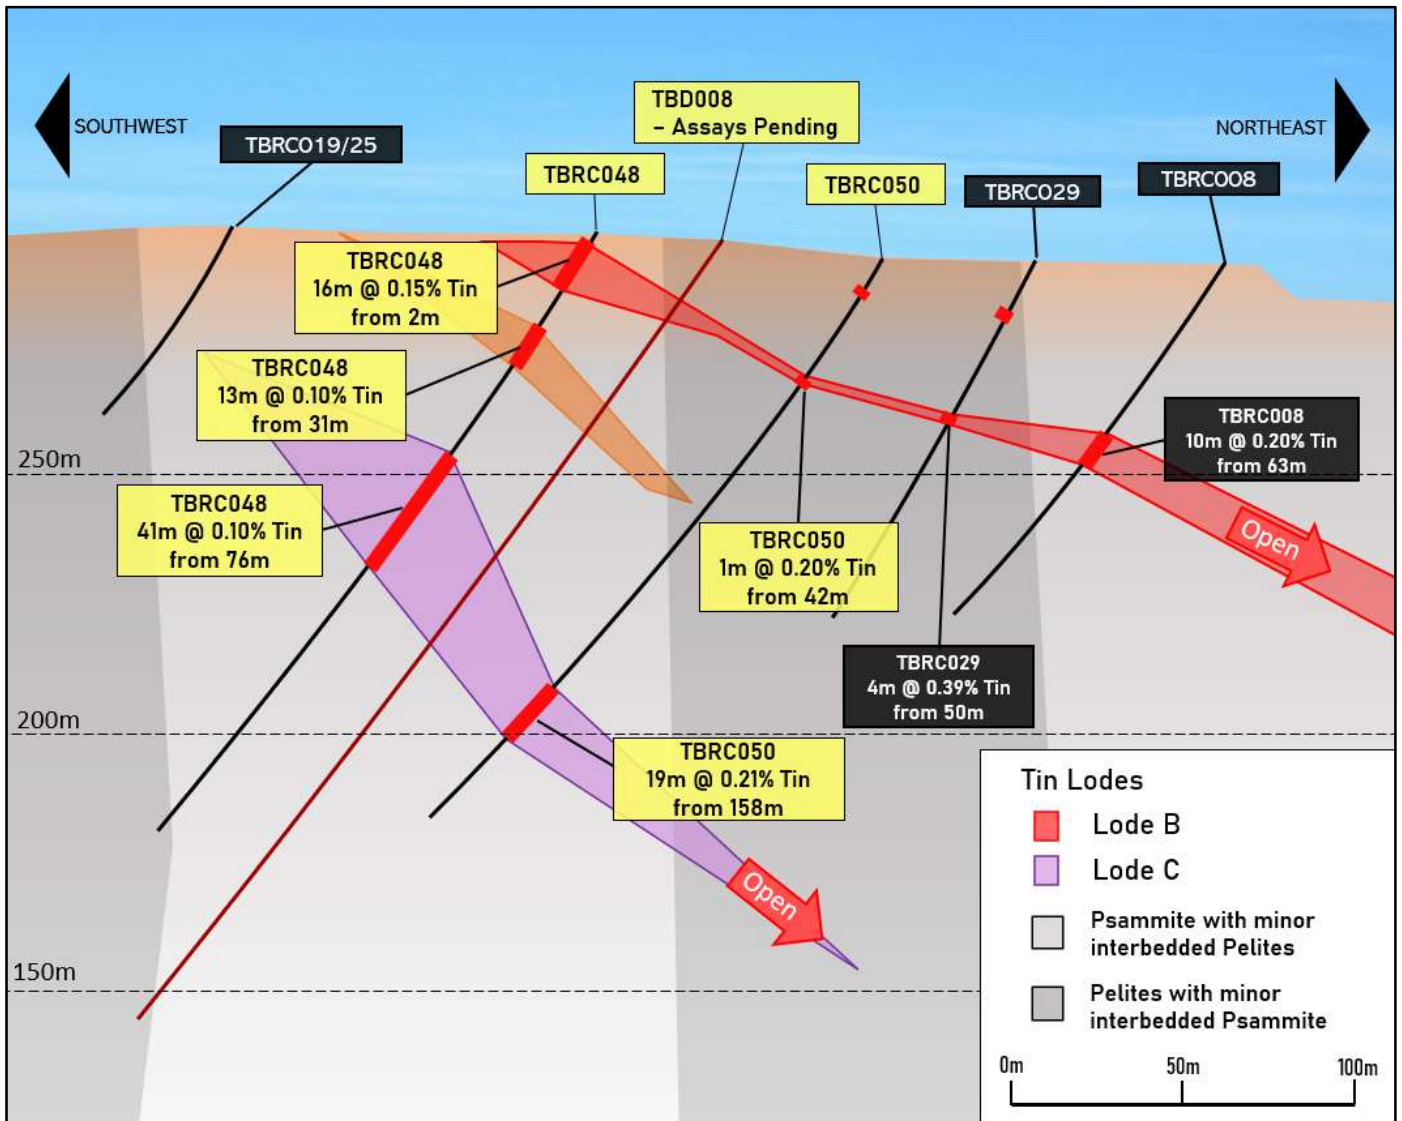 SOUTHWEST
TBRC019/25
TBRC048
TBD008
– Assays Pending
TBRC050
TBRC029
TBRC008
NORTHEAST
TBRC048
16m @ 0.15% Tin
from 2m
TBRC048
13m @ 0.10% Tin
from 31m
TBRC048
41m @ 0.10% Tin
from 76m
TBRC050
1m @ 0.20% Tin
from 42m
TBRC008
10m @ 0.20% Tin
from 63m
TBRC029
4m @ 0.39% Tin
from 50m
TBRC050
19m @ 0.21% Tin
from 158m
Open
Open
250m
200m
150m
Tin Lodes
Lode B
Lode C
Psammite with minor
interbedded Pelites
Pelites with minor
interbedded Psammite
0m 50m 100m